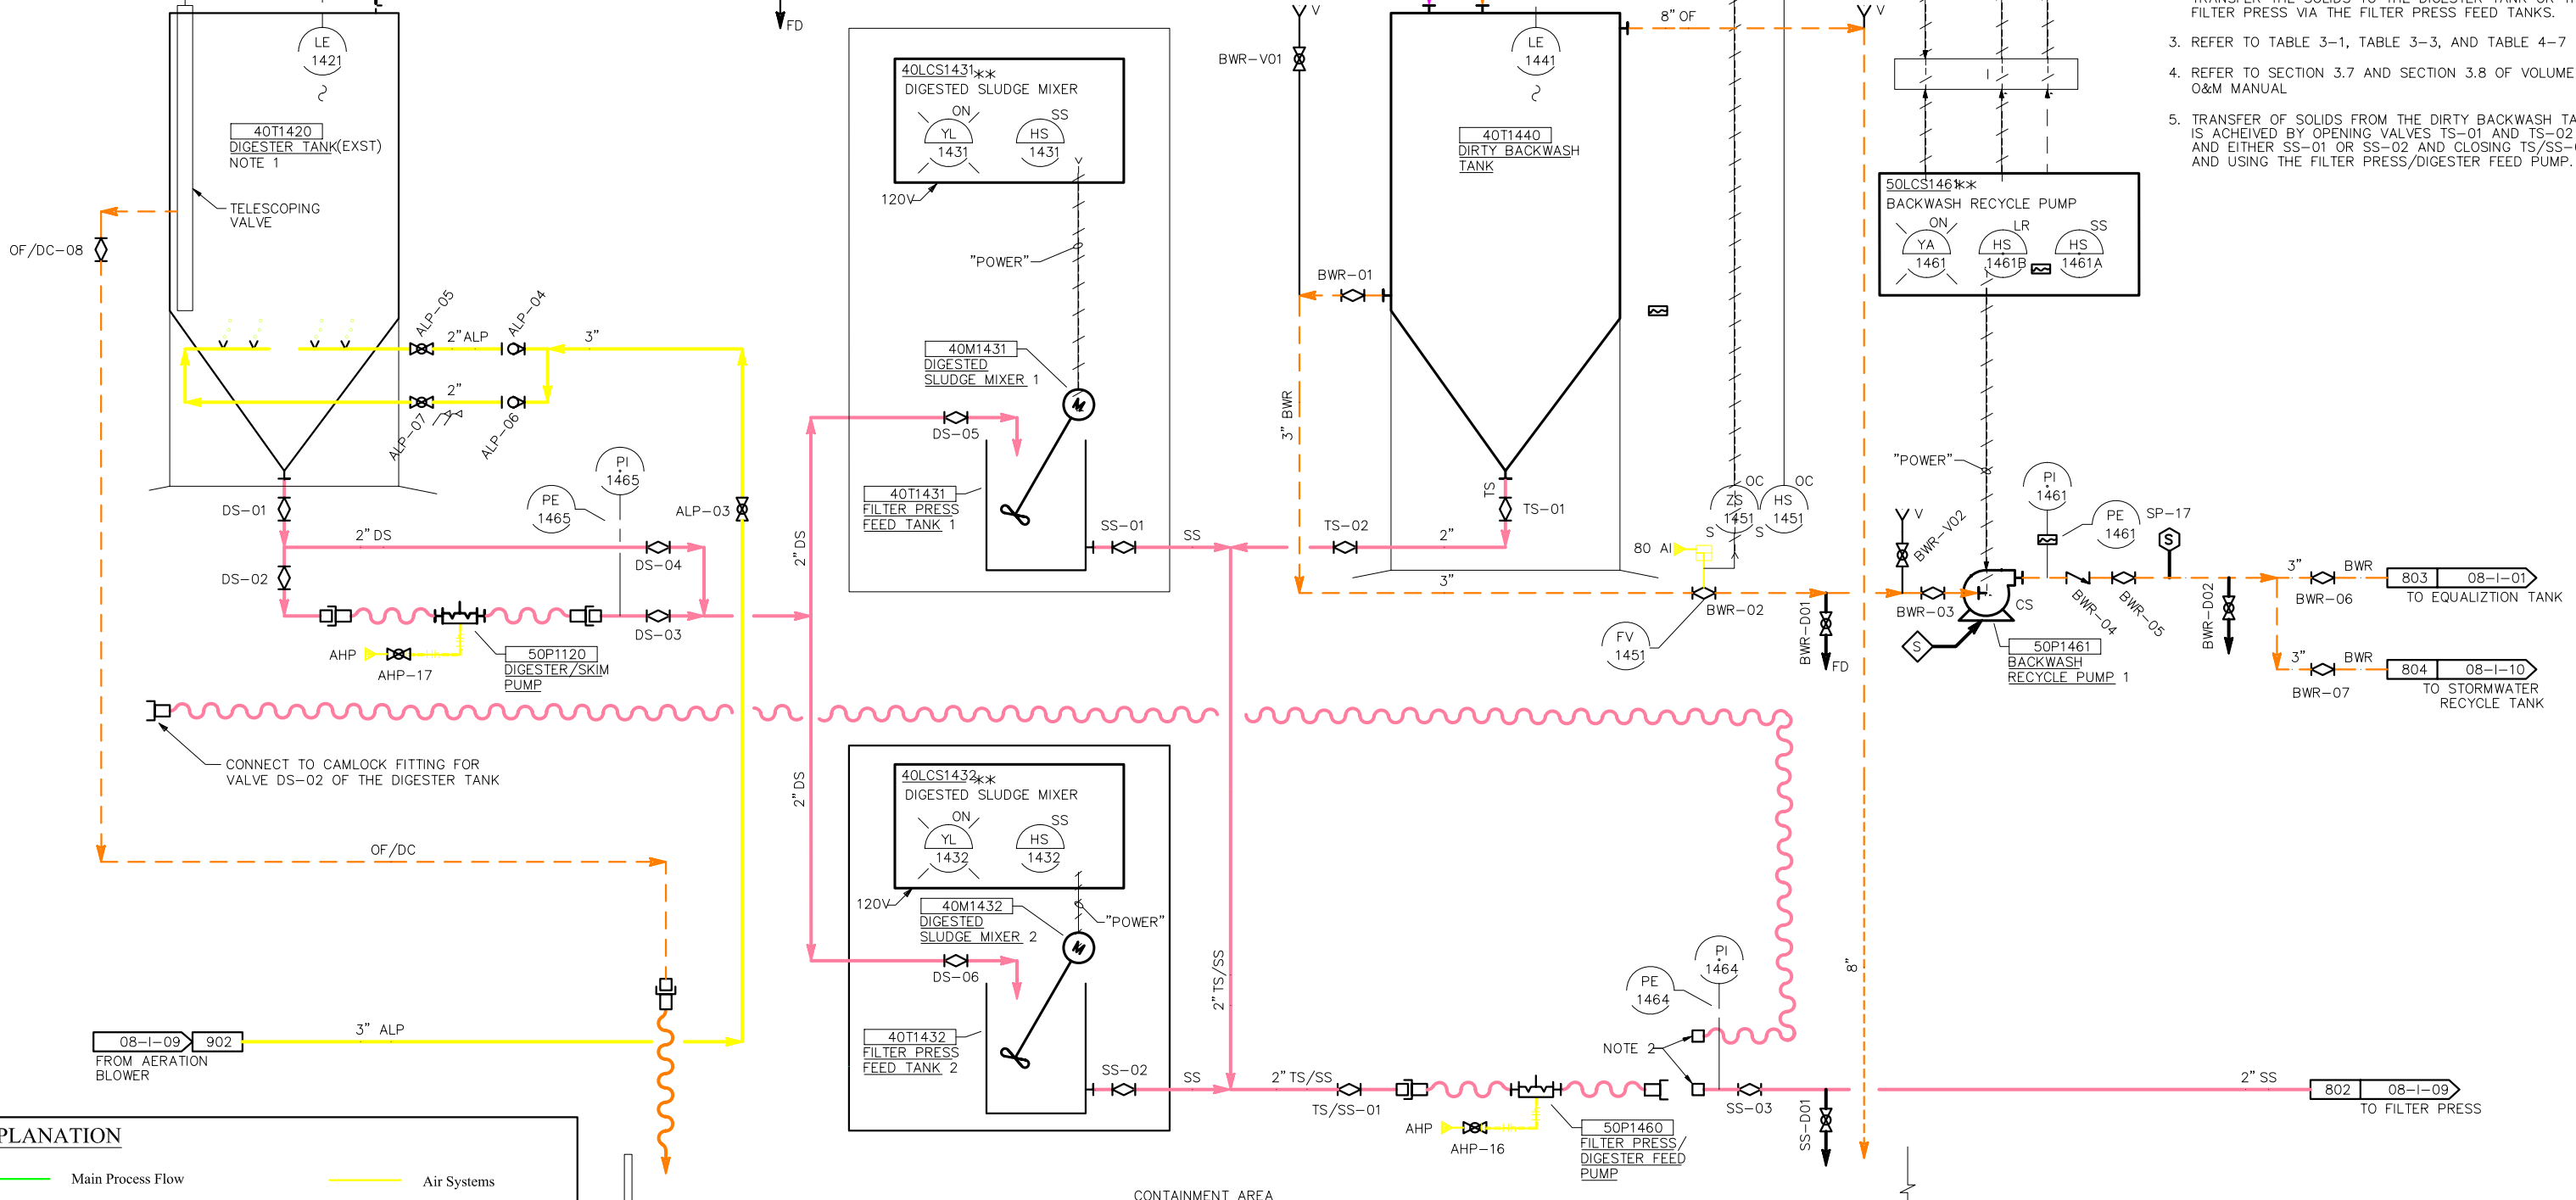 FD
LE
1421
40T1420
DIGESTER TANK(EXST)
NOTE 1
TELESCOPING
VALVE
OF/DC-08
ALP-05
ALP-04
2" ALP
3"
2"
ALP-07
ALP-06
DS-01
2" DS
DS-02
PE
1465
PI
1465
ALP-03
DS-04
DS-03
AHP
AHP-17
50P1120
DIGESTER/SKIM
PUMP
CONNECT TO CAMLOCK FITTING FOR
VALVE DS-02 OF THE DIGESTER TANK
OF/DC
08-I-09
902
3" ALP
FROM AERATION
BLOWER
PLANATION
Main Process Flow
Air Systems
40LCS1431**
DIGESTED SLUDGE MIXER
ON
YL
1431
SS
HS
1431
120V
"POWER"
40M1431
DIGESTED
SLUDGE MIXER 1
DS-05
40T1431
FILTER PRESS
FEED TANK 1
SS-01
SS
2" DS
2" DS
40LCS1432**
DIGESTED SLUDGE MIXER
ON
YL
1432
SS
HS
1432
120V
40M1432
DIGESTED
SLUDGE MIXER 2
"POWER"
DS-06
40T1432
FILTER PRESS
FEED TANK 2
SS-02
SS
CONTAINMENT AREA
V
BWR-V01
8" OF
V
LE
1441
40T1440
DIRTY BACKWASH
TANK
BWR-01
3" BWR
TS
TS-01
TS-02
2"
3"
ZS
1451
OC
S
HS
1451
OC
S
80 AI
BWR-02
FV
1451
BWR-D01
FD
2" TS/SS
2" TS/SS
TS/SS-01
AHP
AHP-16
50P1460
FILTER PRESS/
DIGESTER FEED
PUMP
NOTE 2
PE
1464
PI
1464
SS-03
SS-D01
8"
2" SS
802
08-I-09
TO FILTER PRESS
I
50LCS1461**
BACKWASH RECYCLE PUMP
ON
YA
1461
LR
HS
1461B
SS
HS
1461A
"POWER"
V
BWR-V02
BWR-03
CS
S
50P1461
BACKWASH
RECYCLE PUMP 1
PI
1461
PE
1461
SP-17
S
BWR-04
BWR-05
BWR-D02
3"
BWR
BWR-06
803
08-I-01
TO EQUALIZTION TANK
3"
BWR
BWR-07
804
08-I-10
TO STORMWATER
RECYCLE TANK
TRANSFER THE SOLIDS TO THE DIGESTER TANK OR
FILTER PRESS VIA THE FILTER PRESS FEED TANKS.
3. REFER TO TABLE 3-1, TABLE 3-3, AND TABLE 4-7
4. REFER TO SECTION 3.7 AND SECTION 3.8 OF VOLUME
O&M MANUAL
5. TRANSFER OF SOLIDS FROM THE DIRTY BACKWASH TA
IS ACHEIVED BY OPENING VALVES TS-01 AND TS-02
AND EITHER SS-01 OR SS-02 AND CLOSING TS/SS-
AND USING THE FILTER PRESS/DIGESTER FEED PUMP.